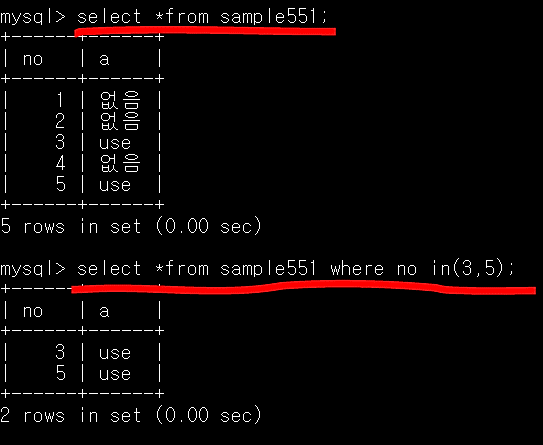 mysql> select *from sample551;
+------+------+
| no | a |
+------+------+
| 1 | 없음 |
| 2 | 없음 |
| 3 | use |
| 4 | 없음 |
| 5 | use |
+------+------+
5 rows in set (0.00 sec)
mysql> select *from sample551 where no in(3,5);
+------+------+
| no | a |
+------+------+
| 3 | use |
| 5 | use |
+------+------+
2 rows in set (0.00 sec)